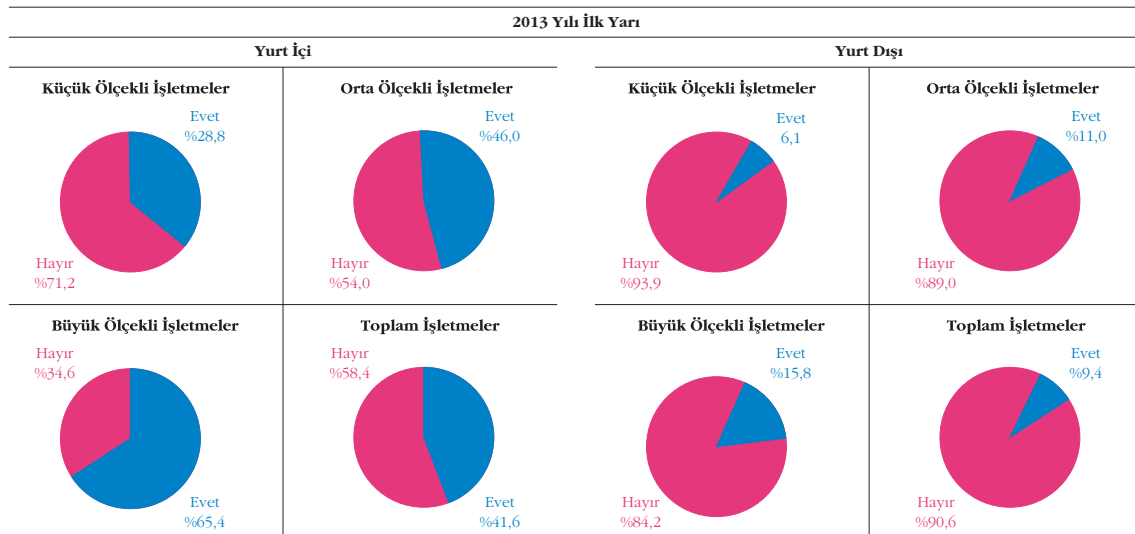 2013 Yılı İlk Yarı
Yurt İçi
Yurt Dışı
Küçük Ölçekli İşletmeler
Evet
%28,8
Hayır
%71,2
Orta Ölçekli İşletmeler
Evet
%46,0
Hayır
%54,0
Küçük Ölçekli İşletmeler
Evet
6,1
Hayır
%93,9
Orta Ölçekli İşletmeler
Evet
%11,0
Hayır
%89,0
Büyük Ölçekli İşletmeler
Hayır
%34,6
Evet
%65,4
Toplam İşletmeler
Hayır
%58,4
Evet
%41,6
Büyük Ölçekli İşletmeler
Evet
%15,8
Hayır
%84,2
Toplam İşletmeler
Evet
%9,4
Hayır
%90,6